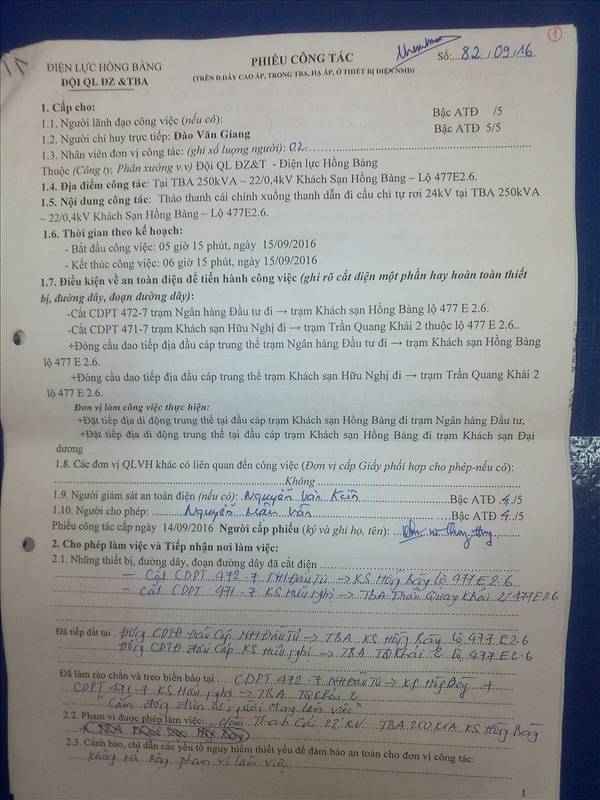 1
ĐIỆN LỰC HỒNG BÀNG
ĐỘI QL ĐZ &TBA
PHIẾU CÔNG TÁC
Số:....82../09../16
(TRÊN Đ.DÂY CAO ÁP, TRONG TBA, HẠ ÁP, Ở THIẾT BỊ ĐIỆN NMĐ)
1. Cấp cho:
1.1. Người lãnh đạo công việc (nếu có): Bậc ATĐ /5
1.2. Người chỉ huy trực tiếp: Đào Văn Giang Bậc ATĐ 5/5
1.3. Nhân viên đơn vị công tác: (ghi số lượng người): 02
Thuộc (Công ty, Phân xưởng v.v) Đội QL ĐZ&T - Điện lực Hồng Bàng
1.4. Địa điểm công tác: Tại TBA 250kVA – 22/0,4kV Khách Sạn Hồng Bàng – Lộ 477E2.6.
1.5. Nội dung công tác: Tháo thanh cái chính xuống thanh dẫn đi cầu chì tự rơi 24kV tại TBA 250kVA
– 22/0,4kV Khách Sạn Hồng Bàng – Lộ 477E2.6.
1.6. Thời gian theo kế hoạch:
- Bắt đầu công việc: 05 giờ 15 phút, ngày 15/09/2016
- Kết thúc công việc: 06 giờ 15 phút, ngày 15/09/2016
1.7. Điều kiện về an toàn điện để tiến hành công việc (ghi rõ cắt điện một phần hay hoàn toàn thiết
bị, đường dây, đoạn đường dây):
-Cắt CDPT 472-7 trạm Ngân hàng Đầu tư đi → trạm Khách sạn Hồng Bàng lộ 477 E 2.6.
-Cắt CDPT 471-7 trạm Khách sạn Hữu Nghị đi → trạm Trần Quang Khải 2 thuộc lộ 477 E 2.6..
+Đóng cầu dao tiếp địa đầu cáp trung thế trạm Ngân hàng Đầu tư đi → trạm Khách sạn Hồng Bàng
lộ 477 E 2.6.
+Đóng cầu dao tiếp địa đầu cáp trung thế trạm Khách sạn Hữu Nghị đi → trạm Trần Quang Khải 2
lộ 477 E 2.6.
Đơn vị làm công việc thực hiện:
+Đặt tiếp địa di động trung thế tại đầu cáp trạm Khách sạn Hồng Bàng đi trạm Ngân hàng Đầu tư,
+Đặt tiếp địa di động trung thế tại đầu cáp trạm Khách sạn Hồng Bàng đi trạm Khách sạn Đại
dương
1.8. Các đơn vị QLVH khác có liên quan đến công việc (Đơn vị cấp Giấy phối hợp cho phép-nếu có):
Không
1.9. Người giám sát an toàn điện (nếu có): Nguyễn Văn Kiên Bậc ATĐ 4./5
1.10. Người cho phép: Nguyễn Văn Bậc ATĐ 4./5
Phiếu công tác cấp ngày 14/09/2016 Người cấp phiếu (ký và ghi họ, tên):
2. Cho phép làm việc và Tiếp nhận nơi làm việc:
2.1. Những thiết bị, đường dây, đoạn đường dây đã cắt điện
- Cắt CDPT 472-7 NH Đầu Tư -> KS Hồng Bàng lộ 477 E 2.6
- Cắt CDPT 471-7 KS Hữu nghị -> TBA Trần Quang Khải 2 477E2.6
Đã tiếp đất tại Đóng CDTĐ Đầu Cáp NH Đầu Tư -> TBA KS Hồng Bàng lộ 477 E 2.6
Đóng CDTĐ đầu Cáp KS Hữu nghị -> TBA TQ Khải 2 lộ 477 E2.6
Đã làm rào chắn và treo biển báo tại CDPT 472-7 NH Đầu Tư -> KS Hồng Bàng +
CDPT 471-7 KS Hữu nghị -> TBA TQ Khải 2
"Cấm đóng điện có người đang làm việc"
2.2. Phạm vi được phép làm việc: Thanh Cái 22 KV TBA 250KVA KS Hồng Bàng
2.3. Cảnh báo, chỉ dẫn các yếu tố nguy hiểm thiết yếu để đảm bảo an toàn cho đơn vị công tác:
Không phạm vi làm việc
1